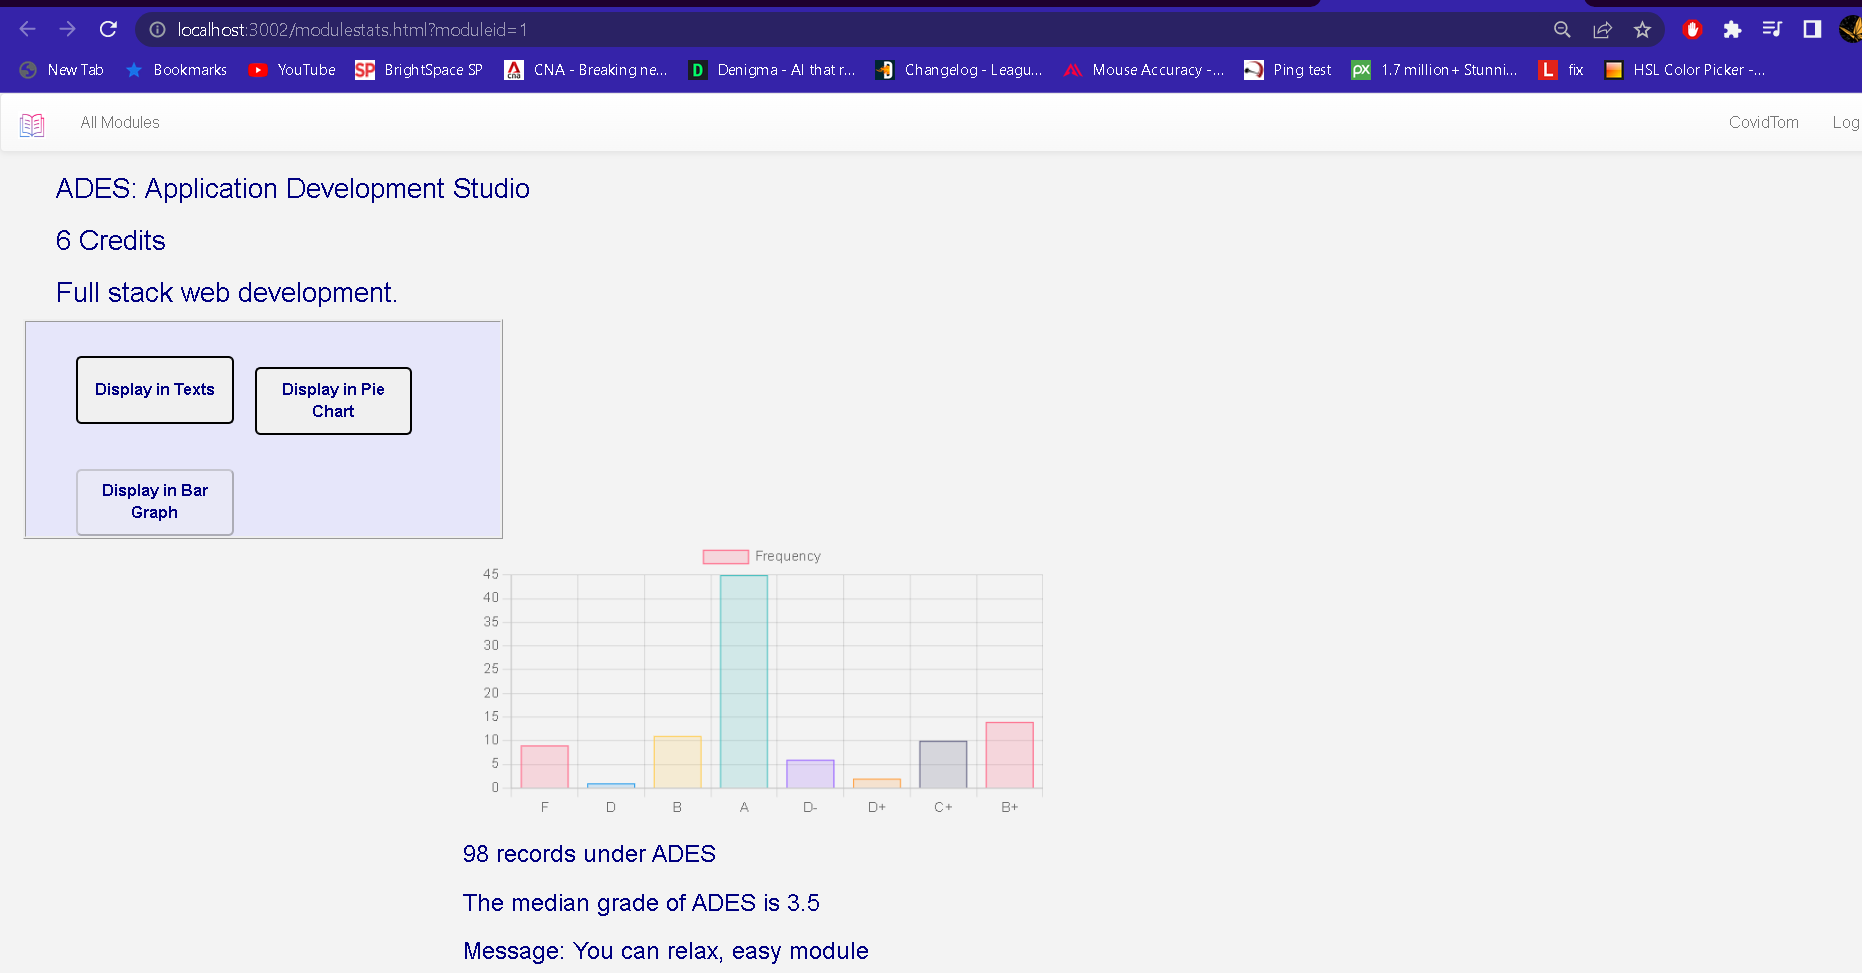 localhost:3002/modulestats.html?moduleid=1
New Tab Bookmarks YouTube SP BrightSpace SP CNA CNA - Breaking ne... D Denigma - AI that r... Changelog - Leagu... Mouse Accuracy -... Ping test px 1.7 million+ Stunni... L fix HSL Color Picker -...
All Modules CovidTom Log
ADES: Application Development Studio
6 Credits
Full stack web development.
Display in Texts
Display in Pie
Chart
Display in Bar
Graph
Frequency
45
40
35
30
25
20
15
10
5
0
F D B A D- D+ C+ B+
98 records under ADES
The median grade of ADES is 3.5
Message: You can relax, easy module